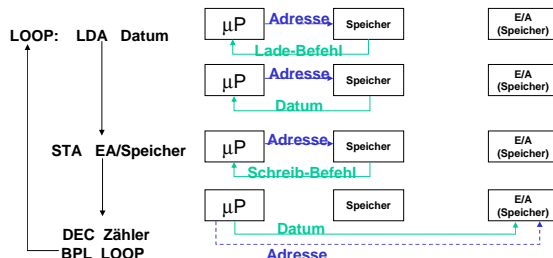 µP Adresse Speicher E/A (Speicher)
LOOP: LDA Datum
Lade-Befehl
µP Adresse Speicher E/A (Speicher)
Datum
STA EA/Speicher
µP Adresse Speicher E/A (Speicher)
Schreib-Befehl
µP Speicher E/A (Speicher)
DEC Zähler
Datum
BPL LOOP
Adresse